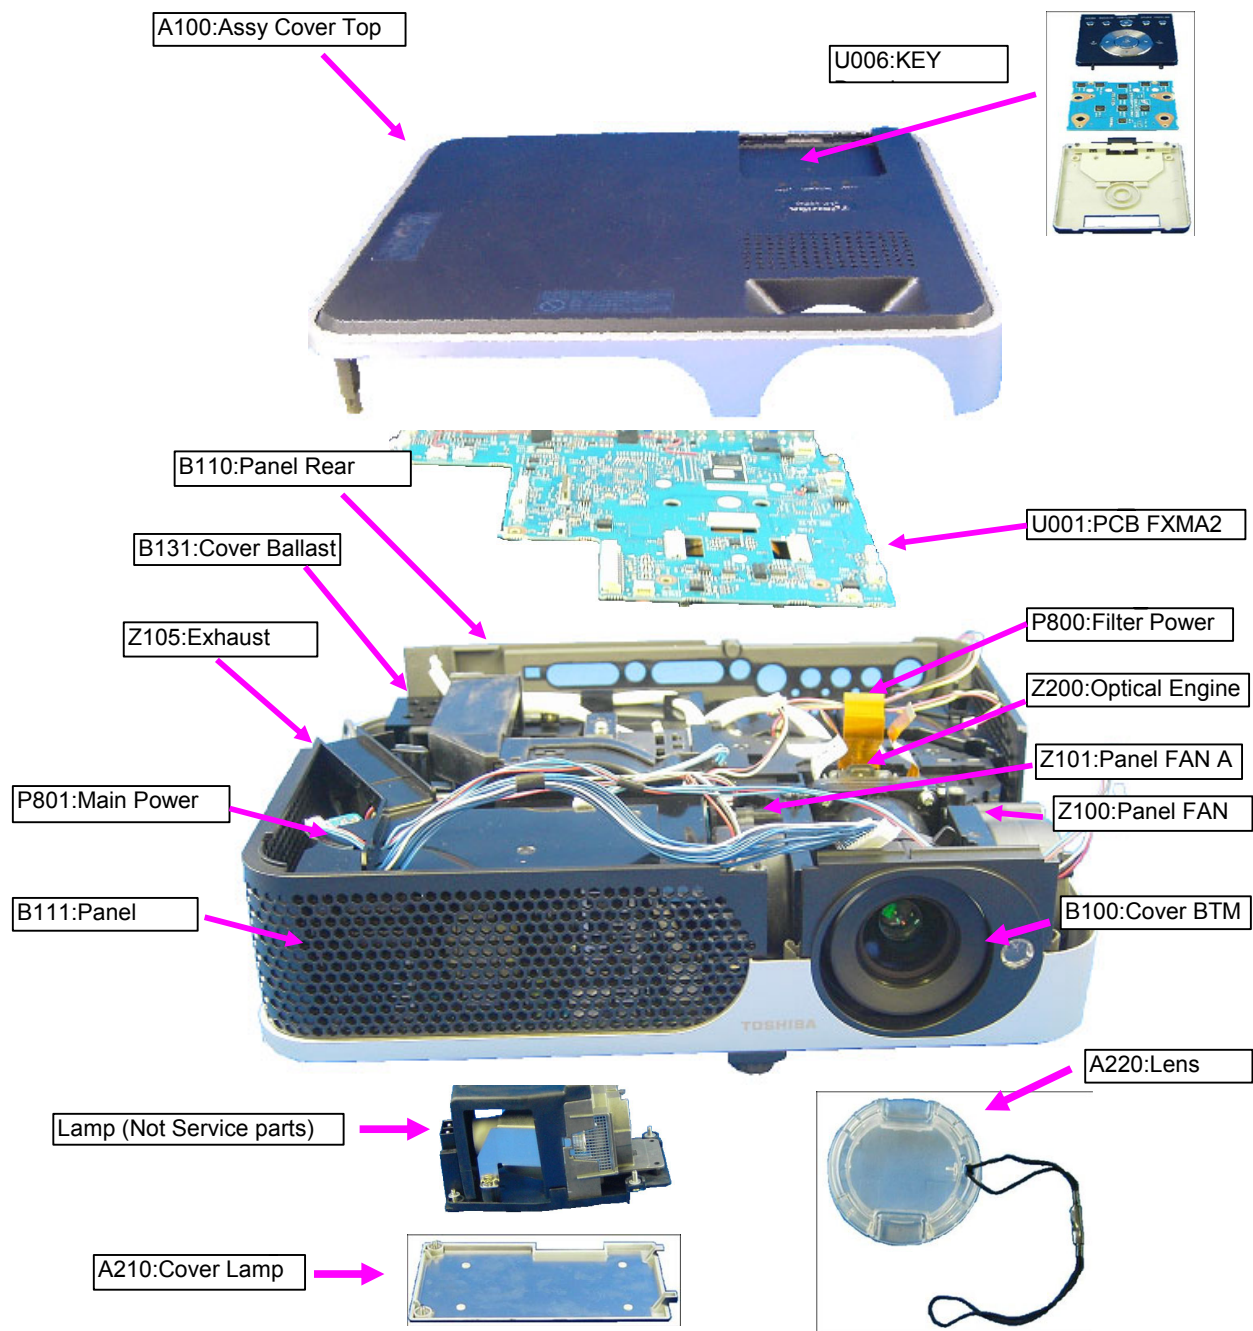 A100:Assy Cover Top
U006:KEY
B110:Panel Rear
U001:PCB FXMA2
B131:Cover Ballast
P800:Filter Power
Z105:Exhaust
Z200:Optical Engine
Z101:Panel FAN A
P801:Main Power
Z100:Panel FAN
B111:Panel
B100:Cover BTM
TOSHIBA
A220:Lens
Lamp (Not Service parts)
A210:Cover Lamp